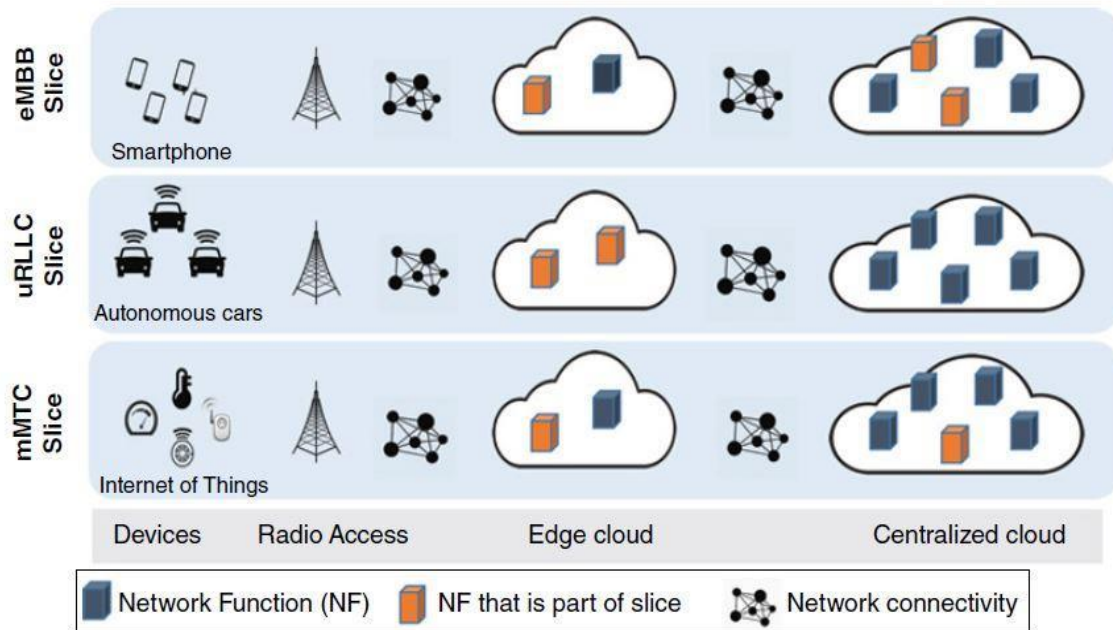 eMBB
Slice
Smartphone
uRLLC
Slice
Autonomous cars
mMTC
Slice
Internet of Things
Devices Radio Access Edge cloud Centralized cloud
Network Function (NF) NF that is part of slice Network connectivity